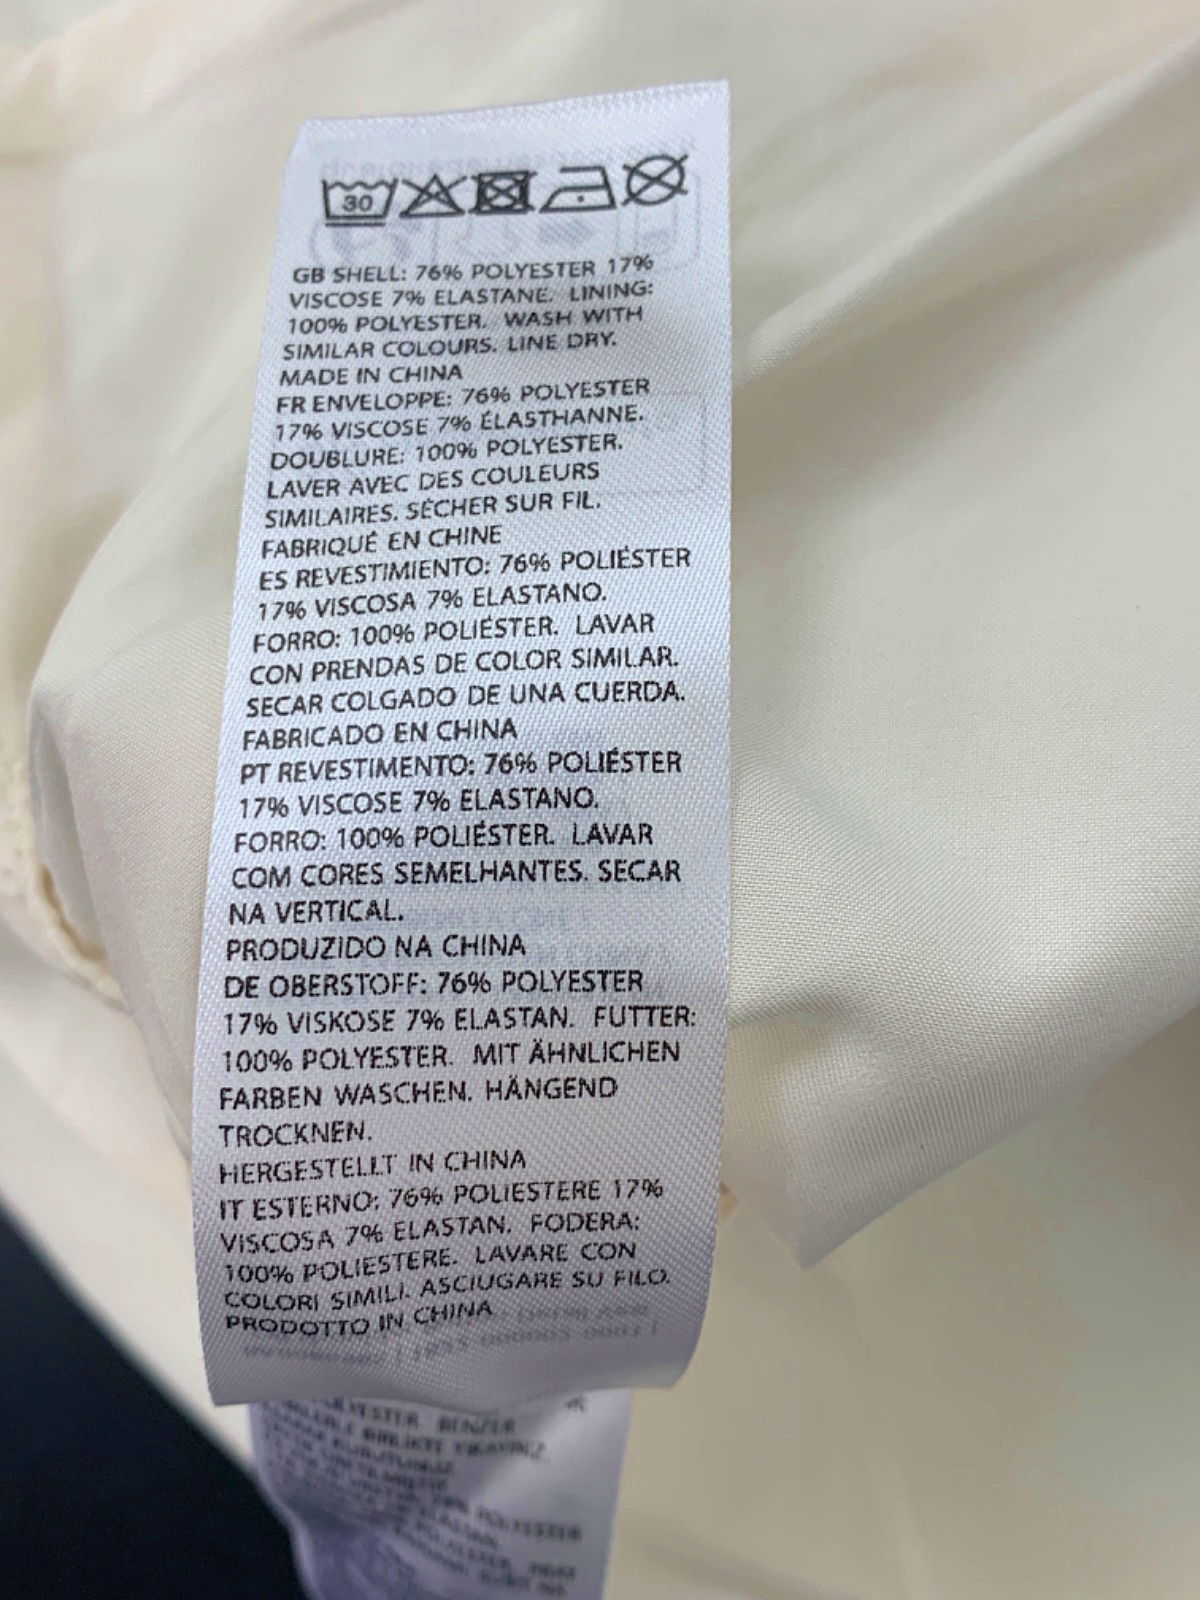 30
GB SHELL: 76% POLYESTER 17%
VISCOSE 7% ELASTANE. LINING:
100% POLYESTER. WASH WITH
SIMILAR COLOURS. LINE DRY.
MADE IN CHINA
FR ENVELOPPE: 76% POLYESTER
17% VISCOSE 7% ÉLASTHANNE.
DOUBLURE: 100% POLYESTER.
LAVER AVEC DES COULEURS
SIMILAIRES. SÉCHER SUR FIL.
FABRIQUÉ EN CHINE
ES REVESTIMIENTO: 76% POLIÉSTER
17% VISCOSA 7% ELASTANO.
FORRO: 100% POLIÉSTER. LAVAR
CON PRENDAS DE COLOR SIMILAR.
SECAR COLGADO DE UNA CUERDA.
FABRICADO EN CHINA
PT REVESTIMENTO: 76% POLIÉSTER
17% VISCOSE 7% ELASTANO.
FORRO: 100% POLIÉSTER. LAVAR
COM CORES SEMELHANTES. SECAR
NA VERTICAL.
PRODUZIDO NA CHINA
DE OBERSTOFF: 76% POLYESTER
17% VISKOSE 7% ELASTAN. FUTTER:
100% POLYESTER. MIT ÄHNLICHEN
FARBEN WASCHEN. HÄNGEND
TROCKNEN.
HERGESTELLT IN CHINA
IT ESTERNO: 76% POLIESTERE 17%
VISCOSA 7% ELASTAN. FODERA:
100% POLIESTERE. LAVARE CON
COLORI SIMILI. ASCIUGARE SU FILO.
PRODOTTO IN CHINA